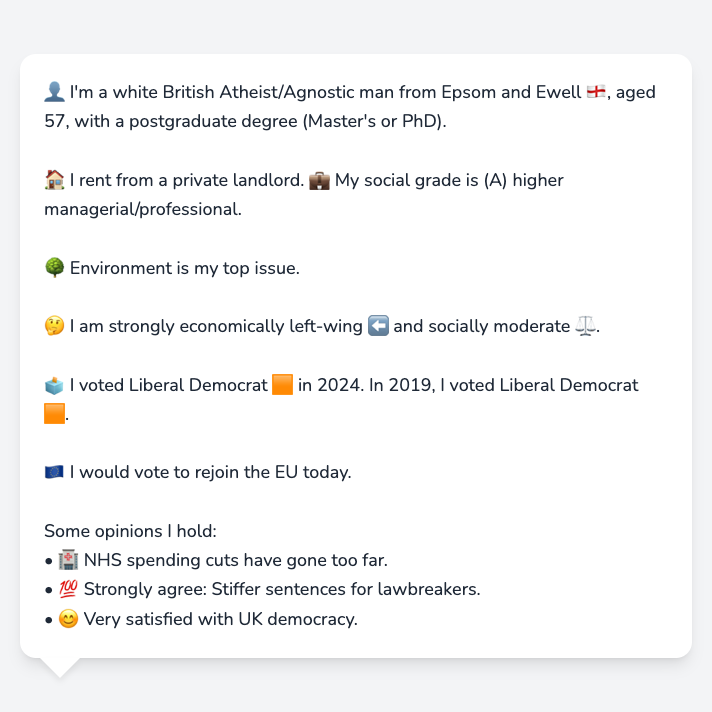 👤 I'm a white British Atheist/Agnostic man from Epsom and Ewell 🏴󠁧󠁢󠁥󠁮󠁧󠁿, aged
57, with a postgraduate degree (Master's or PhD).
🏠 I rent from a private landlord. 💼 My social grade is (A) higher
managerial/professional.
🌳 Environment is my top issue.
🤔 I am strongly economically left-wing ⬅️ and socially moderate ⚖️.
🗳️ I voted Liberal Democrat 🟧 in 2024. In 2019, I voted Liberal Democrat
🟧.
🇪🇺 I would vote to rejoin the EU today.
Some opinions I hold:
• 🏥 NHS spending cuts have gone too far.
• 💯 Strongly agree: Stiffer sentences for lawbreakers.
• 😊 Very satisfied with UK democracy.